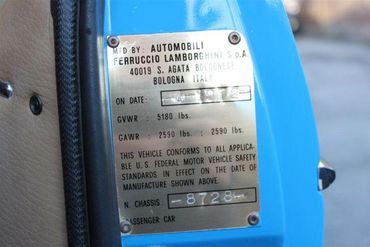 MFD BY: AUTOMOBILI
FERRUCCIO LAMBORGHINI S.p.A.
40019 S. AGATA BOLOGNESE
BOLOGNA ITALY
ON DATE:
GVWR : 5180 lbs.
GAWR : 2590 lbs. : 2590 lbs.
THIS VEHICLE CONFORMS TO ALL APPLICA-
BLE U.S. FEDERAL MOTOR VEHICLE SAFETY
STANDARDS IN EFFECT ON THE DATE OF
MANUFACTURE SHOWN ABOVE.
N. CHASSIS: -8728-
PASSENGER CAR